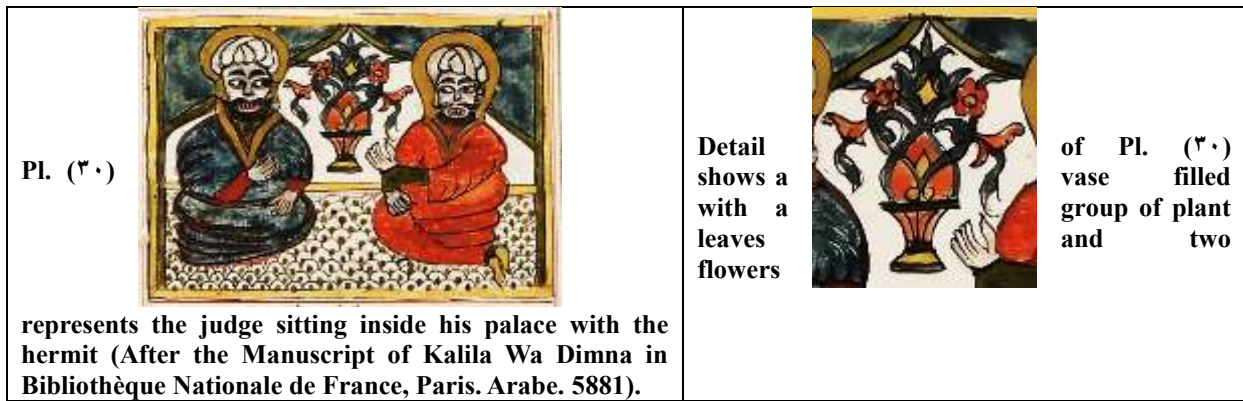 Pl. (٣٠)
represents the judge sitting inside his palace with the
hermit (After the Manuscript of Kalila Wa Dimna in
Bibliothèque Nationale de France, Paris. Arabe. 5881).
Detail of Pl. (٣٠)
shows a vase filled
with a group of plant
leaves and two
flowers